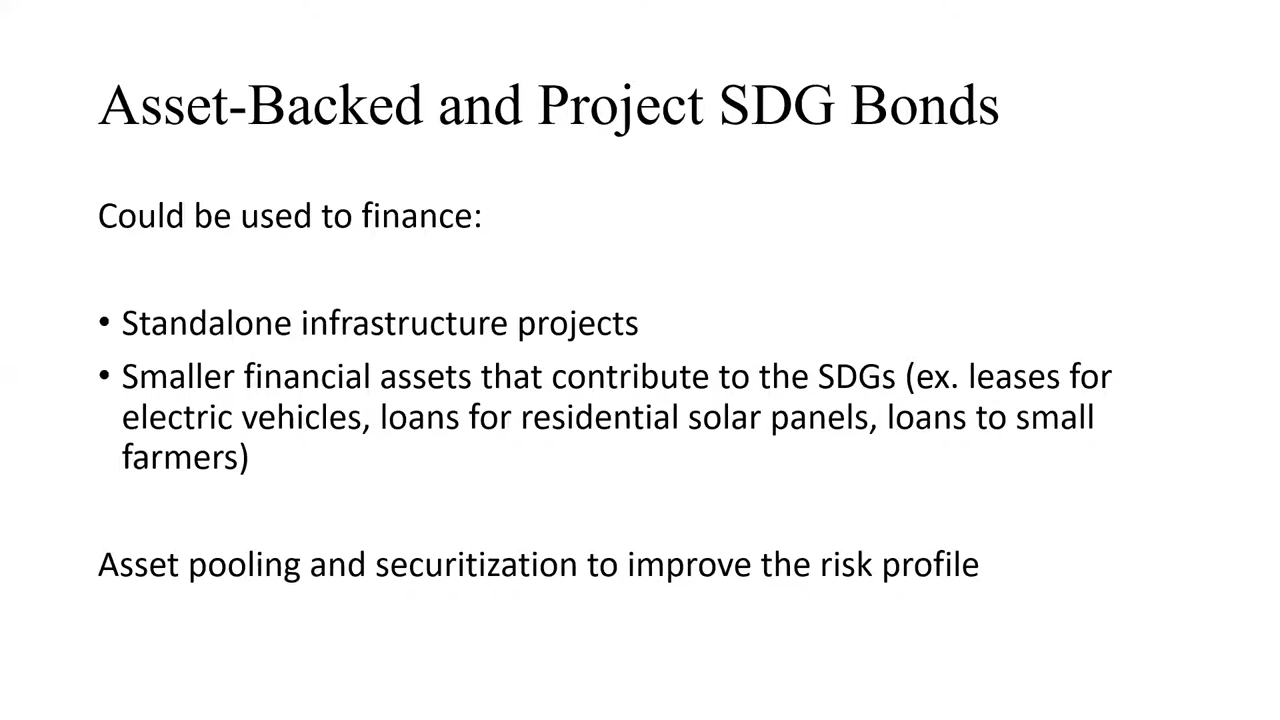 Asset-Backed and Project SDG Bonds
Could be used to finance:
• Standalone infrastructure projects
• Smaller financial assets that contribute to the SDGs (ex. leases for
electric vehicles, loans for residential solar panels, loans to small
farmers)
Asset pooling and securitization to improve the risk profile